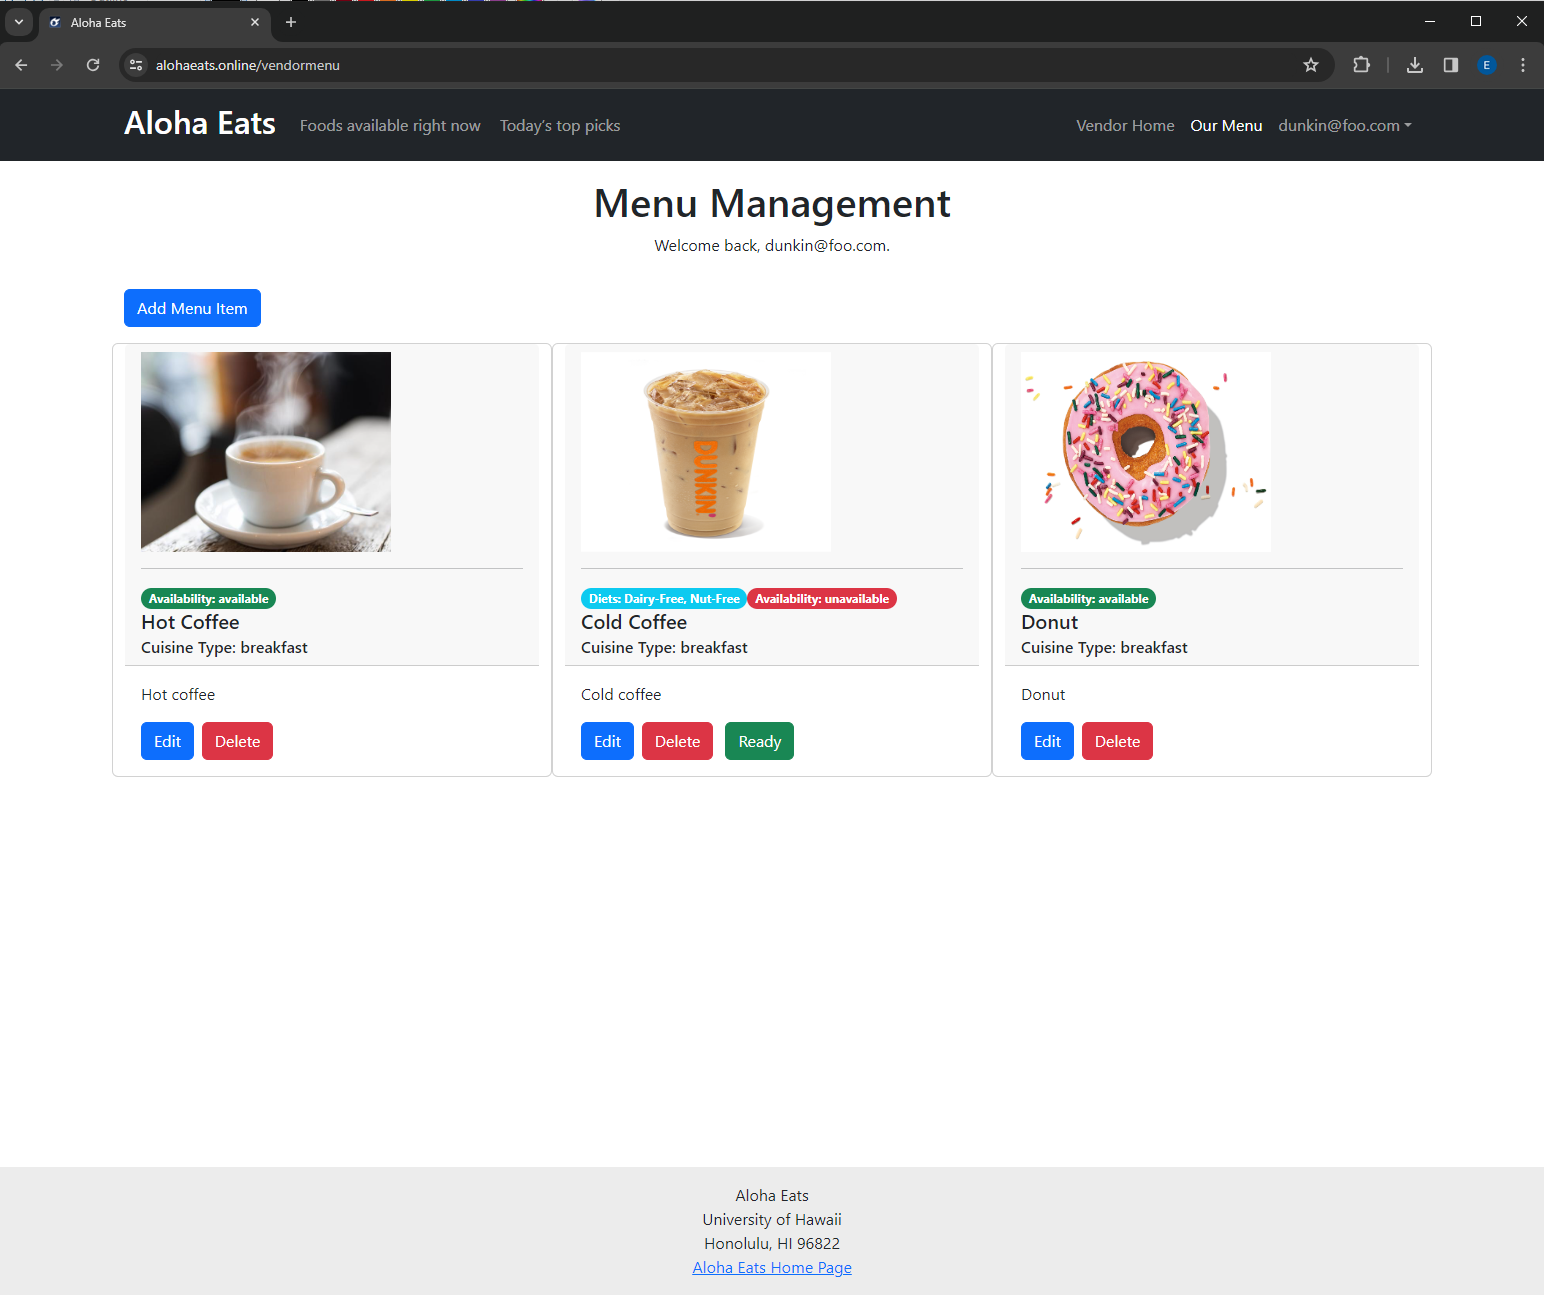 Aloha Eats
alohaeats.online/vendormenu
E
Aloha Eats Foods available right now Today's top picks Vendor Home Our Menu dunkin@foo.com
Menu Management
Welcome back, dunkin@foo.com.
Add Menu Item
DUNKIN'
Availability: available
Hot Coffee
Cuisine Type: breakfast
Hot coffee
Edit Delete
Diets: Dairy-Free, Nut-Free Availability: unavailable
Cold Coffee
Cuisine Type: breakfast
Cold coffee
Edit Delete Ready
Availability: available
Donut
Cuisine Type: breakfast
Donut
Edit Delete
Aloha Eats
University of Hawaii
Honolulu, HI 96822
Aloha Eats Home Page